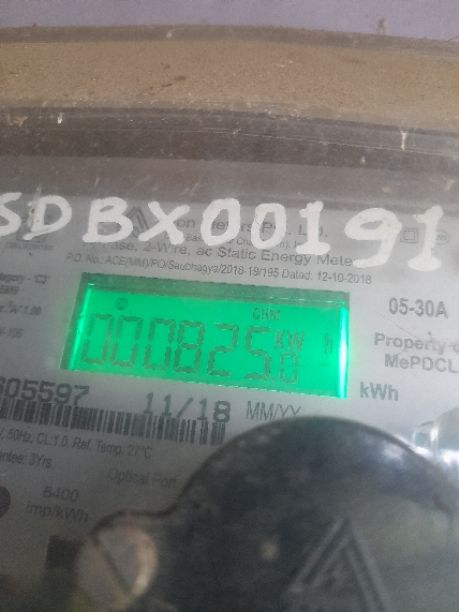 SDBX00191
2-Wire, ac Static Energy Meter
P.O. No.: ACE(MM)/PO/Saubhagya/2018-19/195 Dated: 12-10-2018
05-30A
CUM
000825.0 KW H
Property
MePDCL
kWh
805597 11/18 MM/YY
50Hz, CL.1.0. Ref. Temp. 27°C
3Yrs.
Optical Port
6400
imp/kWh